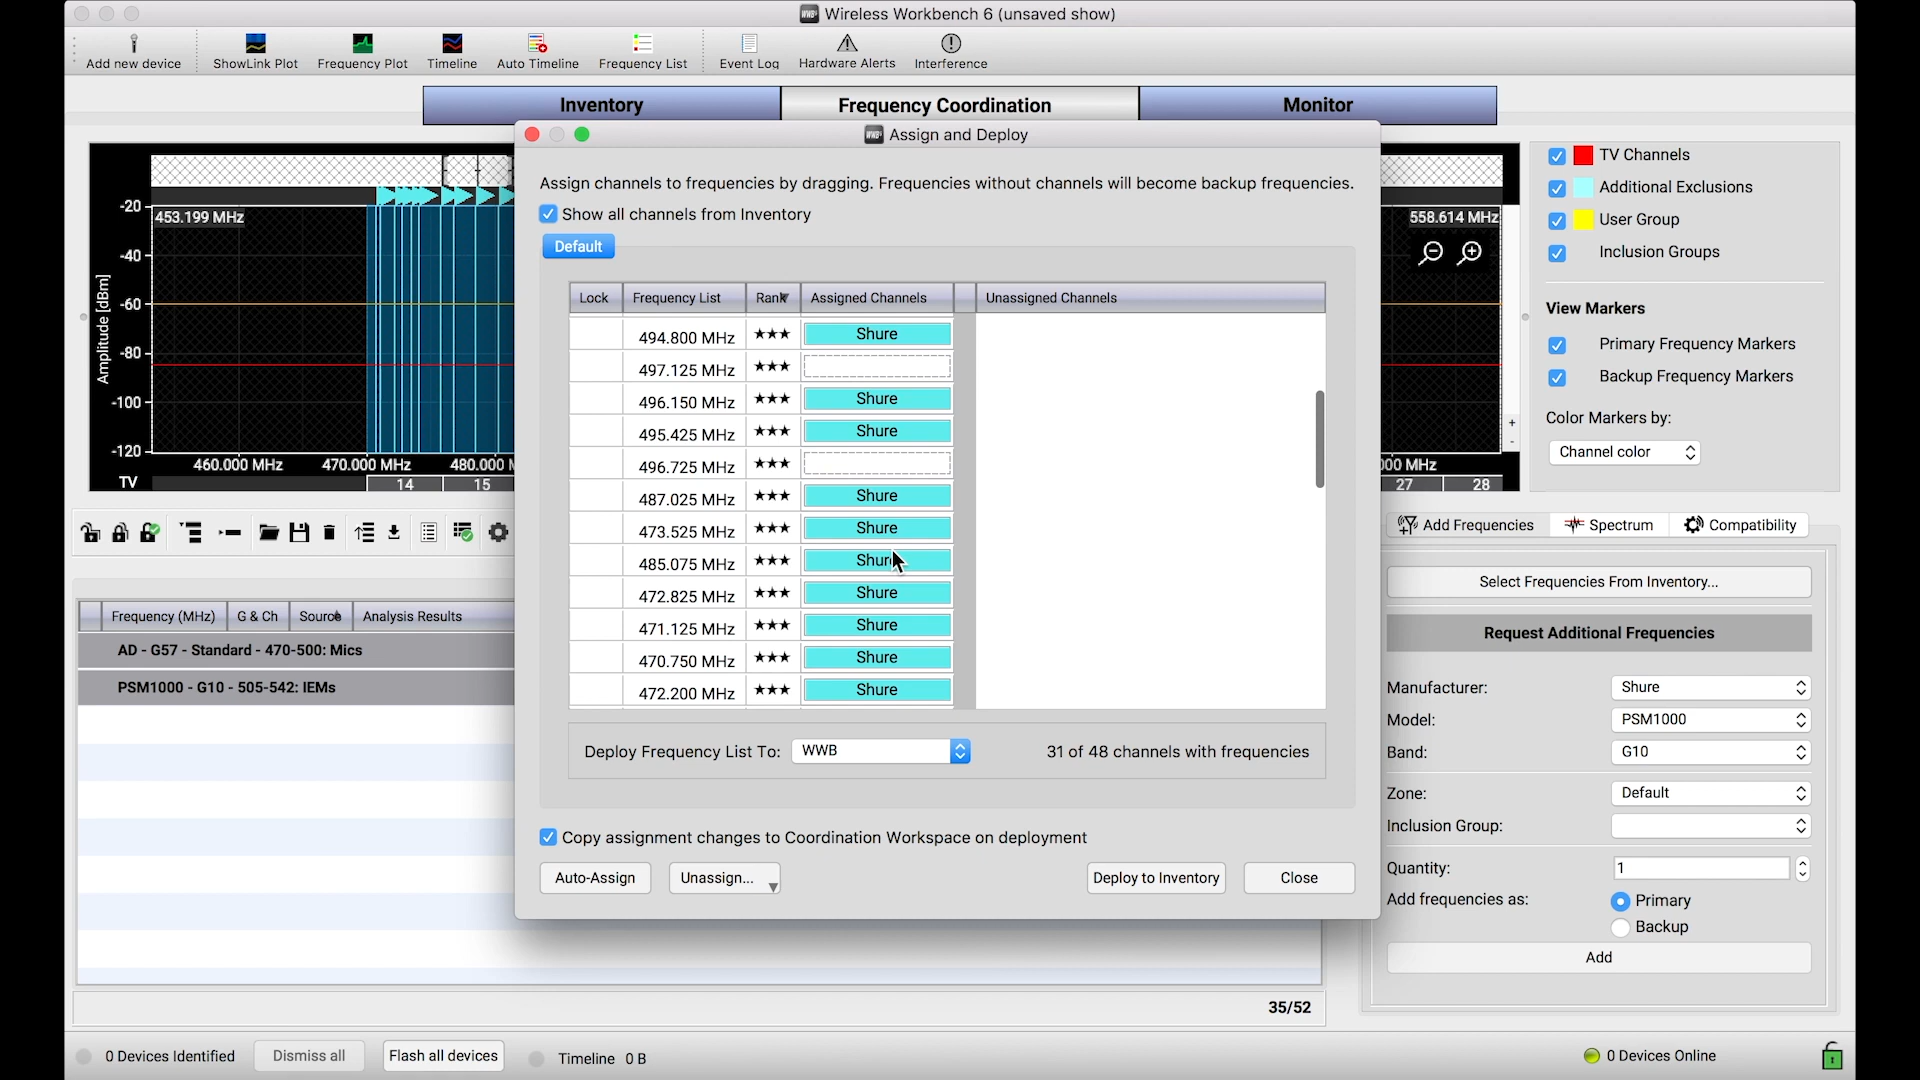 Wireless Workbench 6 (unsaved show)
Add new device
ShowLink Plot
Frequency Plot
Timeline
Auto Timeline
Frequency List
Event Log
Hardware Alerts
Interference
Inventory
Frequency Coordination
Monitor
Assign and Deploy
Assign channels to frequencies by dragging. Frequencies without channels will become backup frequencies.
Show all channels from Inventory
Default
Lock Frequency List Rank Assigned Channels Unassigned Channels
494.800 MHz ★★★ Shure
497.125 MHz ★★★
496.150 MHz ★★★ Shure
495.425 MHz ★★★ Shure
496.725 MHz ★★★
487.025 MHz ★★★ Shure
473.525 MHz ★★★ Shure
485.075 MHz ★★★ Shure
472.825 MHz ★★★ Shure
471.125 MHz ★★★ Shure
470.750 MHz ★★★ Shure
472.200 MHz ★★★ Shure
Deploy Frequency List To: WWB 31 of 48 channels with frequencies
Copy assignment changes to Coordination Workspace on deployment
Auto-Assign
Unassign...
Deploy to Inventory
Close
Amplitude [dBm]
-20
-40
-60
-80
-100
-120
453.199 MHz
558.614 MHz
460.000 MHz 470.000 MHz 480.000
00 MHz
TV 14 15 27 28
+
-
TV Channels
Additional Exclusions
User Group
Inclusion Groups
View Markers
Primary Frequency Markers
Backup Frequency Markers
Color Markers by:
Channel color
Frequency (MHz) G & Ch Source Analysis Results
AD - G57 - Standard - 470-500: Mics
PSM1000 - G10 - 505-542: IEMs
35/52
Add Frequencies
Spectrum
Compatibility
Select Frequencies From Inventory...
Request Additional Frequencies
Manufacturer: Shure
Model: PSM1000
Band: G10
Zone: Default
Inclusion Group:
Quantity: 1
Add frequencies as: Primary
Backup
Add
0 Devices Identified
Dismiss all
Flash all devices
Timeline 0 B
0 Devices Online